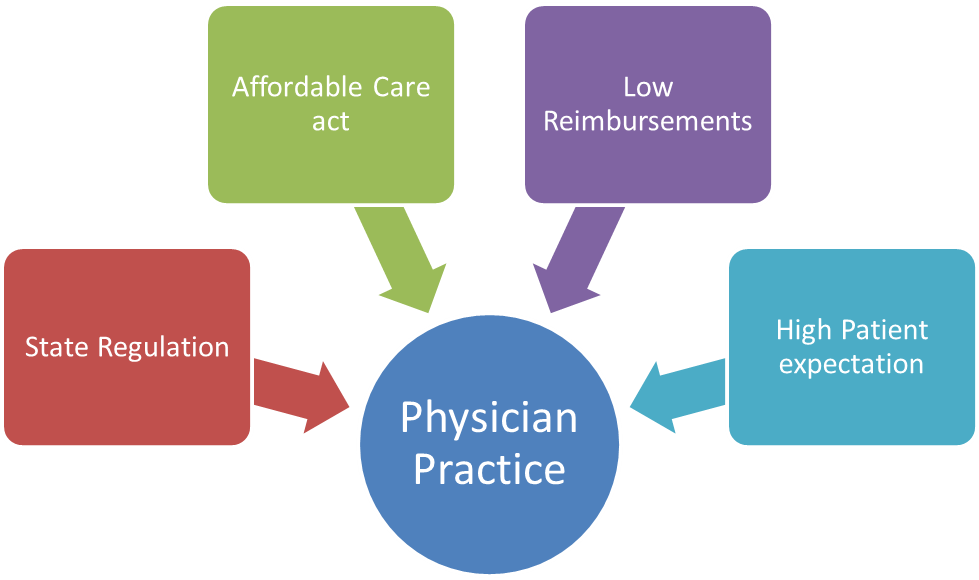 Affordable Care
act
Low
Reimbursements
State Regulation
High Patient
expectation
Physician
Practice